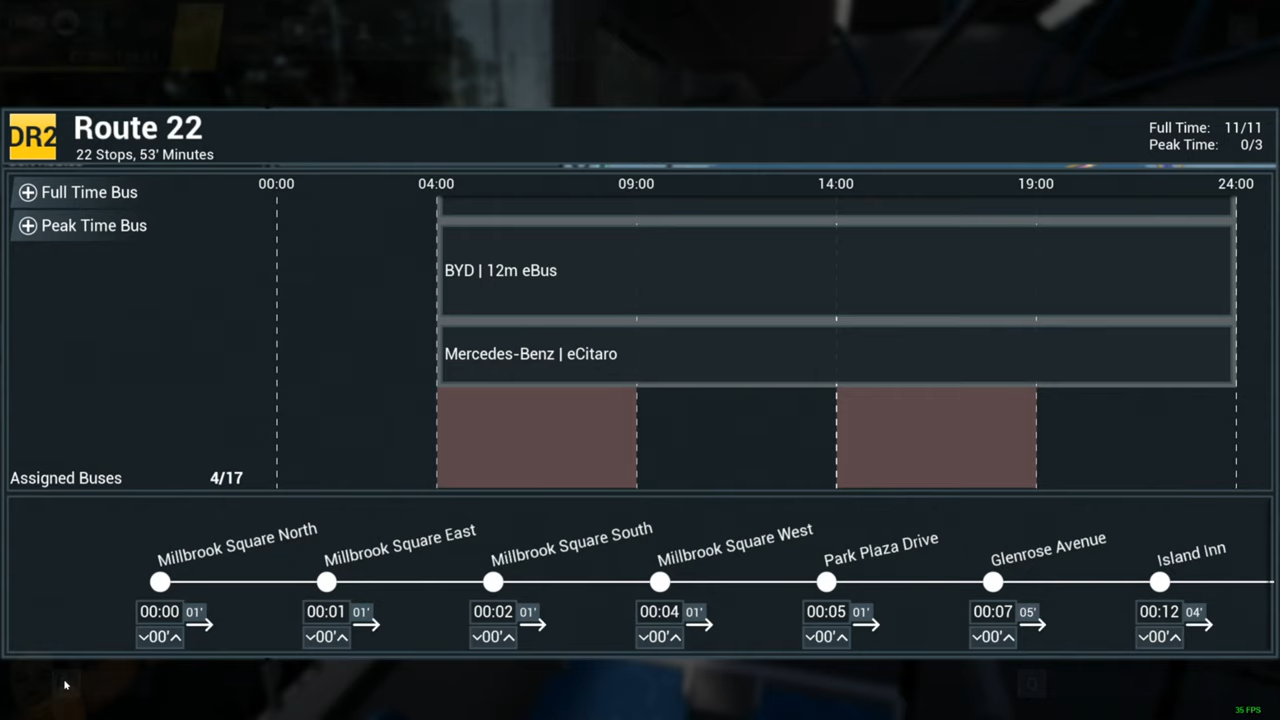 DR2
Route 22
22 Stops, 53' Minutes
Full Time: 11/11
Peak Time: 0/3
Full Time Bus
Peak Time Bus
00:00 04:00 09:00 14:00 19:00 24:00
BYD | 12m eBus
Mercedes-Benz | eCitaro
Assigned Buses 4/17
Millbrook Square North
Millbrook Square East
Millbrook Square South
Millbrook Square West
Park Plaza Drive
Glenrose Avenue
Island Inn
00:00 01' 00:01 01' 00:02 01' 00:04 01' 00:05 01' 00:07 05' 00:12 04'
00' 00' 00' 00' 00' 00' 00'
35 FPS